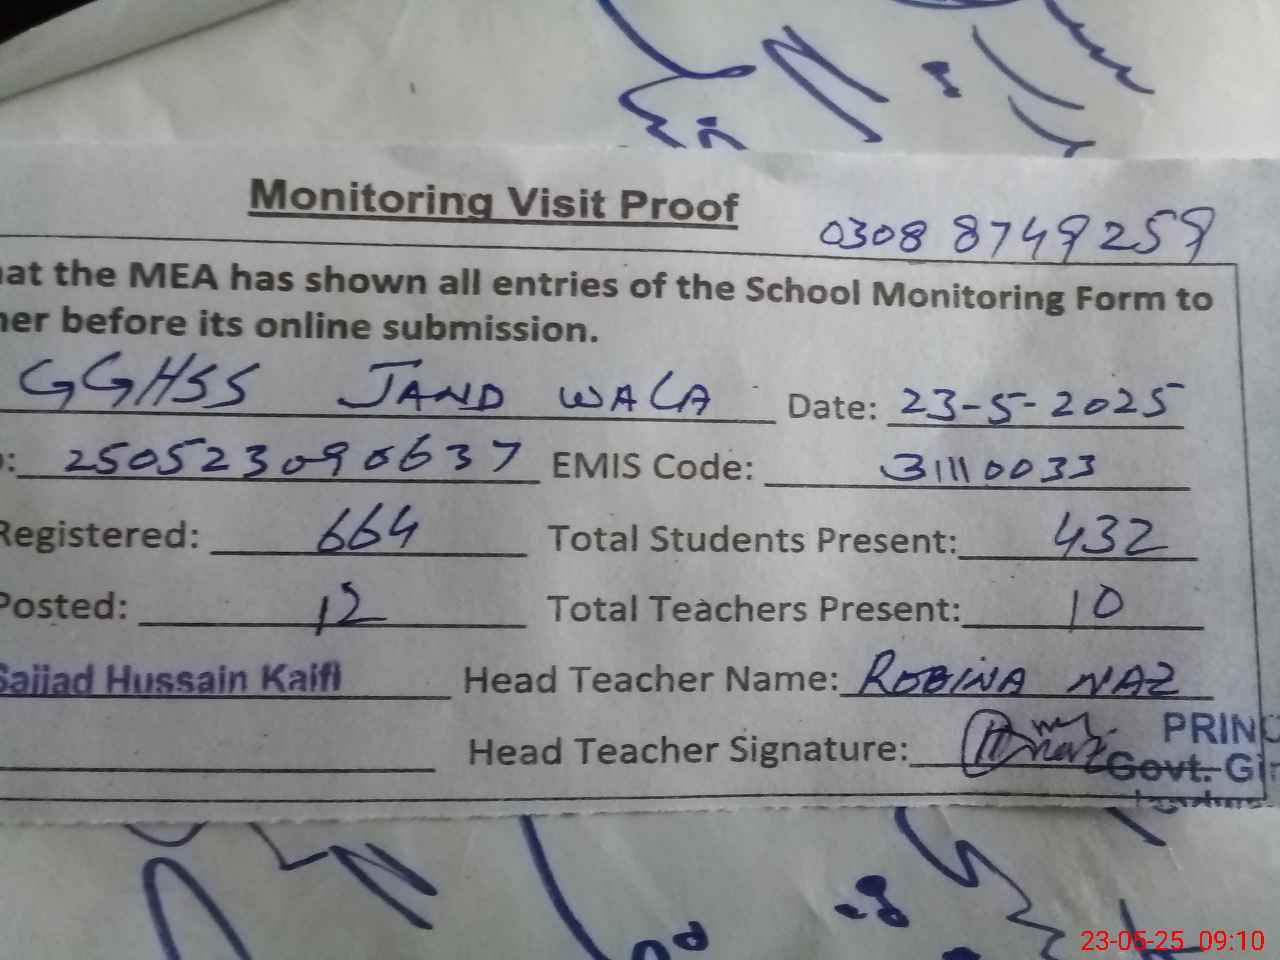 Monitoring Visit Proof
0308 8749259
at the MEA has shown all entries of the School Monitoring Form to
her before its online submission.
GGHSS JAND WALA Date: 23-5-2025
: 250523090637 EMIS Code: 31110033
Registered: 664 Total Students Present: 432
Posted: 12 Total Teachers Present: 10
Sajjad Hussain Kaifi Head Teacher Name: ROBINA NAZ
Head Teacher Signature:
PRINC
Govt. Gir
23-05-25 09:10